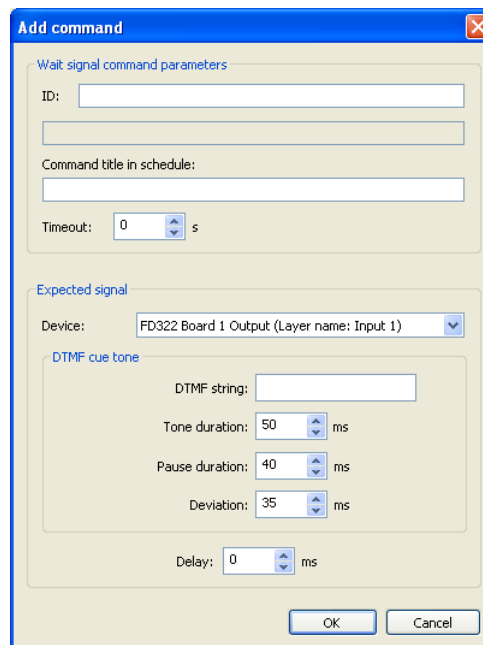 Add command
Wait signal command parameters
ID:
Command title in schedule:
Timeout: 0 s
Expected signal
Device: FD322 Board 1 Output (Layer name: Input 1)
DTMF cue tone
DTMF string:
Tone duration: 50 ms
Pause duration: 40 ms
Deviation: 35 ms
Delay: 0 ms
OK Cancel